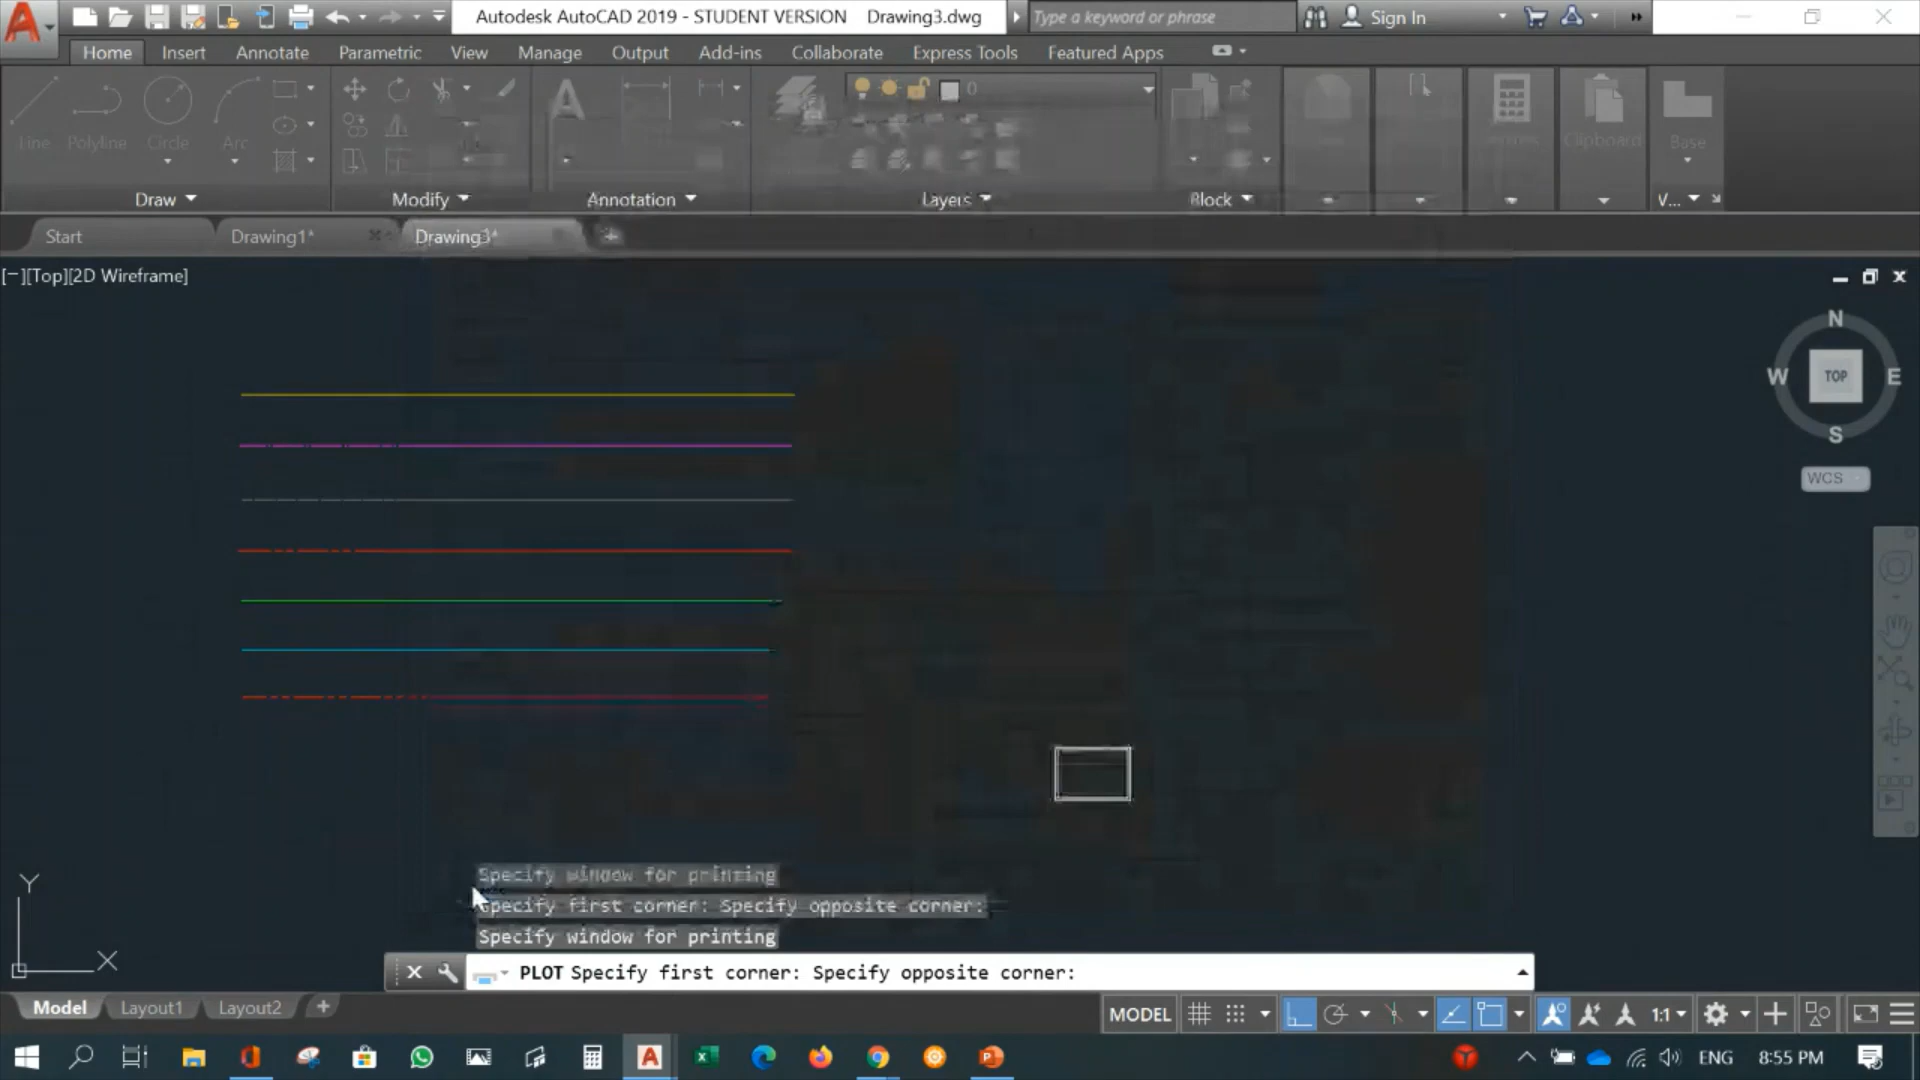 Autodesk AutoCAD 2019 - STUDENT VERSION Drawing3.dwg
Type a keyword or phrase
Sign In
Home Insert Annotate Parametric View Manage Output Add-ins Collaborate Express Tools Featured Apps
Line Polyline Circle Arc
0
Clipboard
Base
Draw Modify Annotation Layers Block V...
Start Drawing1* Drawing3*
[−][Top][2D Wireframe]
N
W TOP E
S
WCS
Specify window for printing
Specify first corner: Specify opposite corner:
Specify window for printing
PLOT Specify first corner: Specify opposite corner:
Y
X
Model Layout1 Layout2 +
MODEL 1:1
ENG 8:55 PM